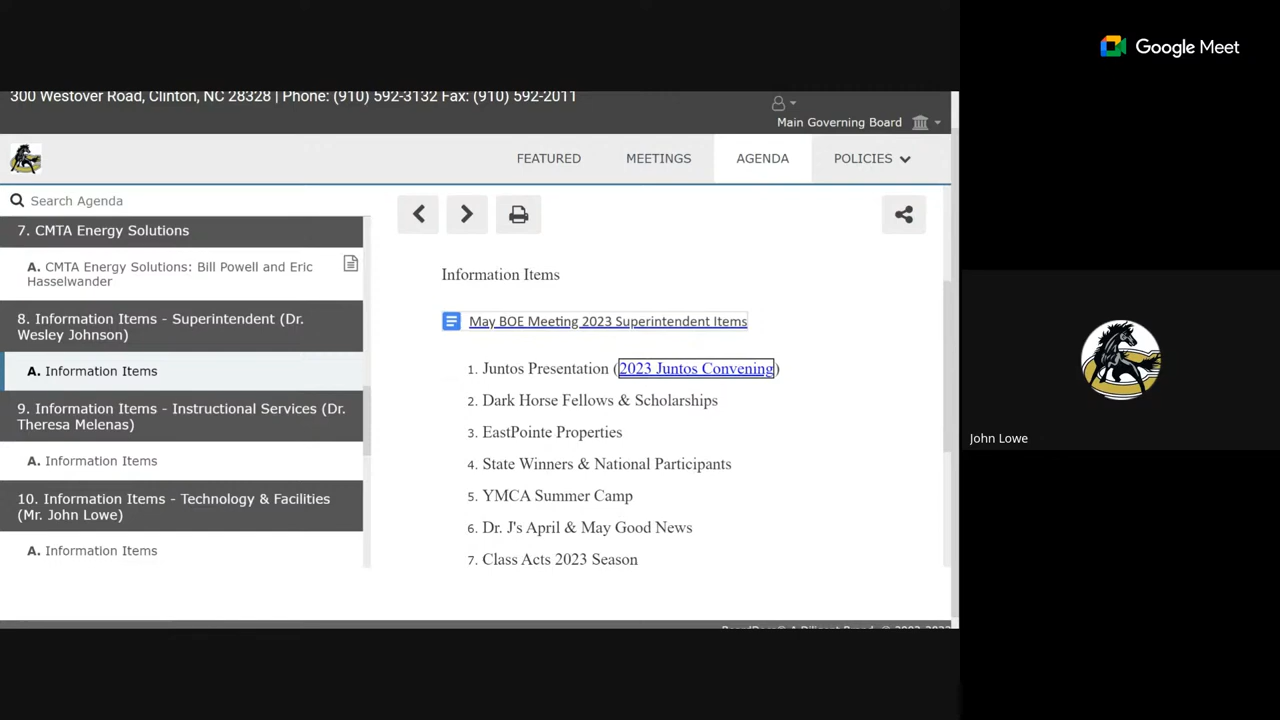 Google Meet
300 Westover Road, Clinton, NC 28328 | Phone: (910) 592-3132 Fax: (910) 592-2011
Main Governing Board
FEATURED
MEETINGS
AGENDA
POLICIES
Search Agenda
7. CMTA Energy Solutions
A. CMTA Energy Solutions: Bill Powell and Eric
Hasselwander
8. Information Items - Superintendent (Dr.
Wesley Johnson)
A. Information Items
9. Information Items - Instructional Services (Dr.
Theresa Melenas)
A. Information Items
10. Information Items - Technology & Facilities
(Mr. John Lowe)
A. Information Items
Information Items
May BOE Meeting 2023 Superintendent Items
1. Juntos Presentation (2023 Juntos Convening)
2. Dark Horse Fellows & Scholarships
3. EastPointe Properties
4. State Winners & National Participants
5. YMCA Summer Camp
6. Dr. J's April & May Good News
7. Class Acts 2023 Season
John Lowe